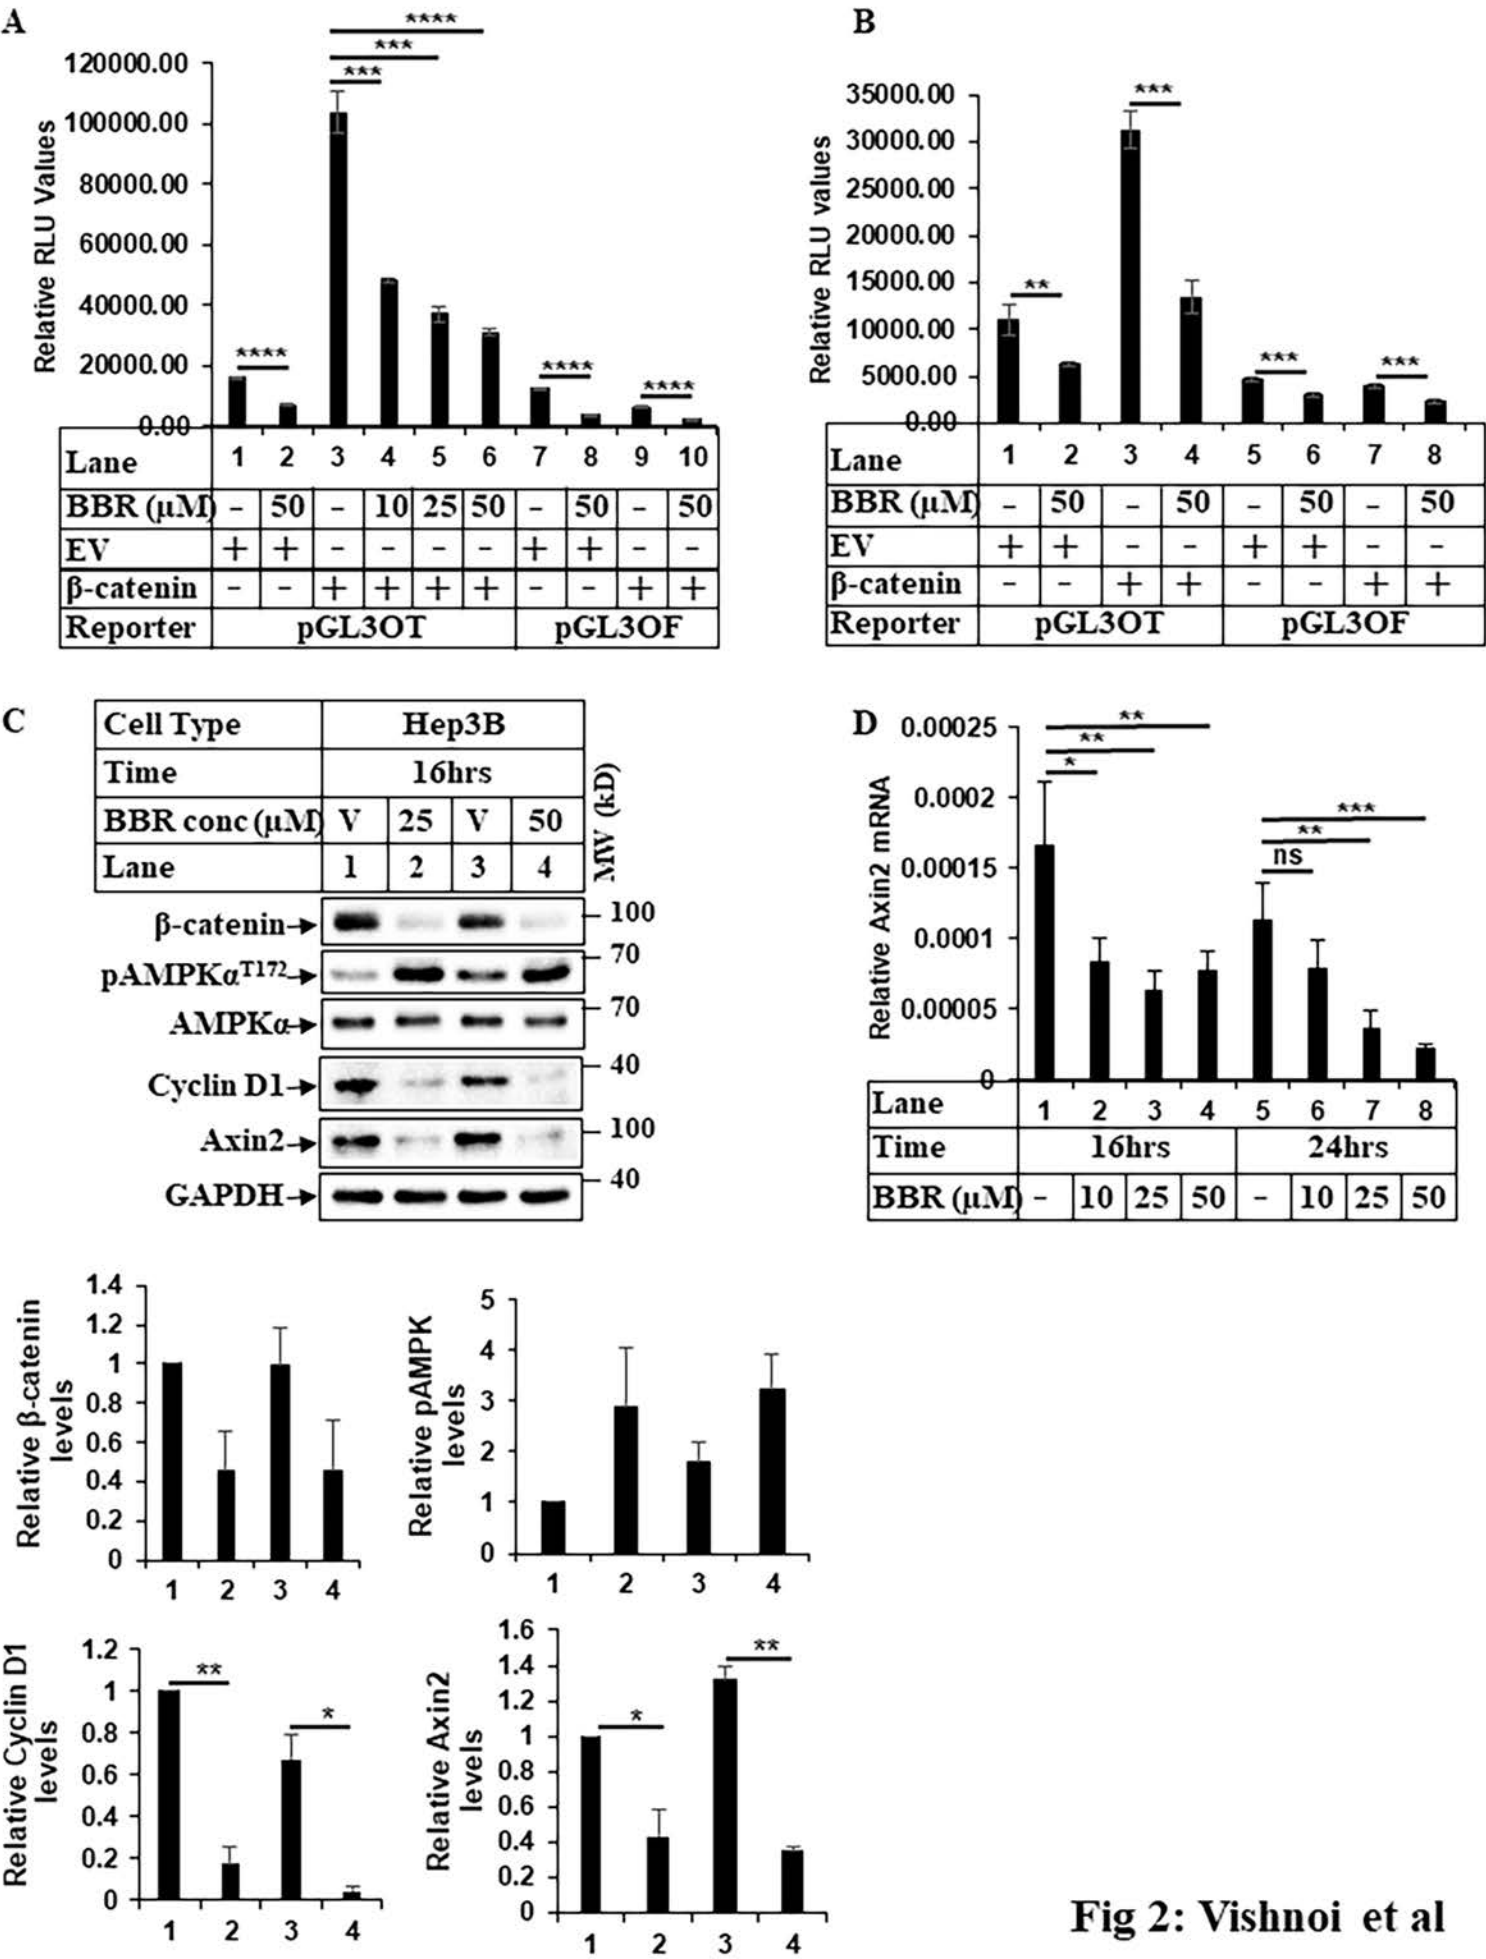 A
****
***
***
****
****
****
Relative RLU Values
120000.00
100000.00
80000.00
60000.00
40000.00
20000.00
0.00
Lane 1 2 3 4 5 6 7 8 9 10
BBR (µM) - 50 - 10 25 50 - 50 - 50
EV + + - - - - + + - -
β-catenin - - + + + + - - + +
Reporter pGL3OT pGL3OF
B
***
**
***
***
Relative RLU values
35000.00
30000.00
25000.00
20000.00
15000.00
10000.00
5000.00
0.00
Lane 1 2 3 4 5 6 7 8
BBR (µM) - 50 - 50 - 50 - 50
EV + + - - + + - -
β-catenin - - + + - - + +
Reporter pGL3OT pGL3OF
C
Cell Type Hep3B
Time 16hrs
BBR conc (µM) V 25 V 50
Lane 1 2 3 4
MW (kD)
β-catenin 100
pAMPKαT172 70
AMPKα 70
Cyclin D1 40
Axin2 100
GAPDH 40
D
**
**
*
***
**
ns
Relative Axin2 mRNA
0.00025
0.0002
0.00015
0.0001
0.00005
0
Lane 1 2 3 4 5 6 7 8
Time 16hrs 24hrs
BBR (µM) - 10 25 50 - 10 25 50
Relative β-catenin
levels
1.4
1.2
1
0.8
0.6
0.4
0.2
0
1 2 3 4
Relative pAMPK
levels
5
4
3
2
1
0
1 2 3 4
Relative Cyclin D1
levels
1.2
1
0.8
0.6
0.4
0.2
0
**
*
1 2 3 4
Relative Axin2
levels
1.6
1.4
1.2
1
0.8
0.6
0.4
0.2
0
*
**
1 2 3 4
Fig 2: Vishnoi et al